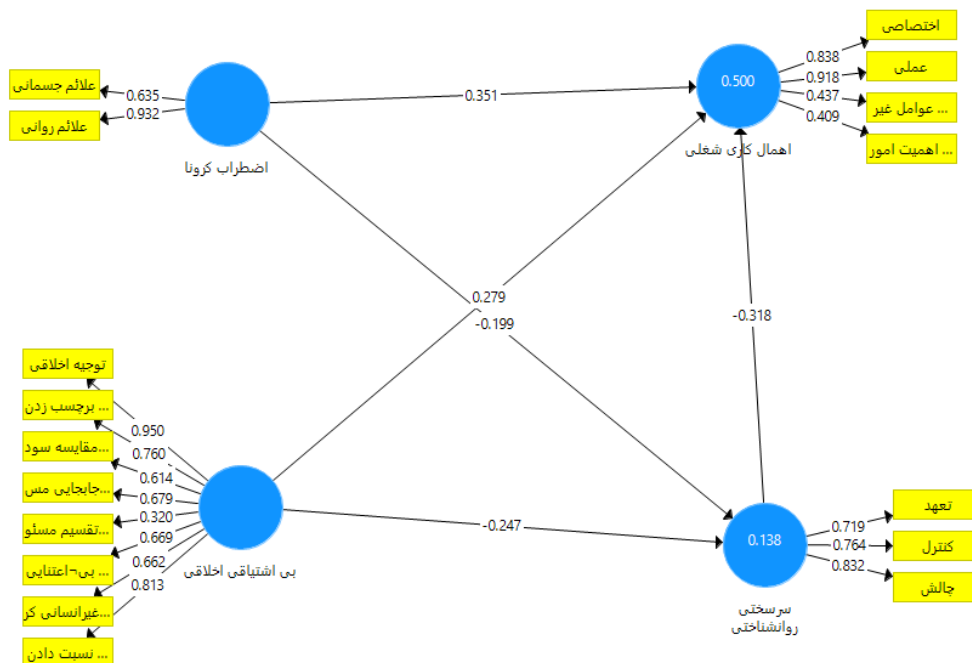 علائم جسمانی
علائم روانی
0.635
0.932
اضطراب کرونا
0.351
0.500
اهمال کاری شغلی
0.838
0.918
0.437
0.409
اختصاصی
عملی
عوامل غیر ...
اهمیت امور ...
0.279
-0.199
-0.318
توجیه اخلاقی
برچسب زدن ...
مقایسه سود...
جابجایی مس...
تقسیم مسئو...
بی¬اعتنایی ...
غیرانسانی کر...
نسبت دادن ...
0.950
0.760
0.614
0.679
0.320
0.669
0.662
0.813
بی اشتیاقی اخلاقی
-0.247
0.138
سرسختی
روانشناختی
0.719
0.764
0.832
تعهد
کنترل
چالش